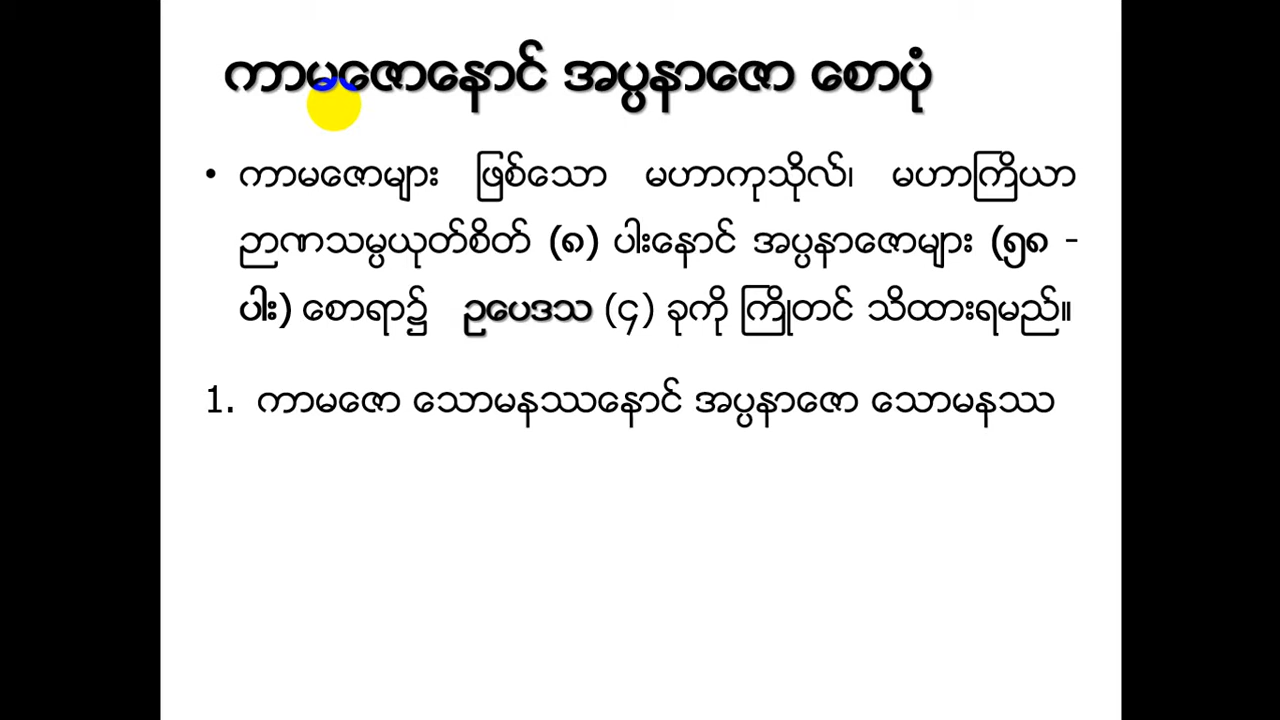 ကာမဇောနောင် အပ္ပနာဇော စောပုံ
• ကာမဇောများ ဖြစ်သော မဟာကုသိုလ်၊ မဟာကြိယာ
ဉာဏသမ္ပယုတ်စိတ် (၈) ပါးနောင် အပ္ပနာဇောများ (၅၈ -
ပါး) စောရာ၌ ဥပဒေသ (၄) ခုကို ကြိုတင် သိထားရမည်။
1. ကာမဇော သောမနဿနောင် အပ္ပနာဇော သောမနဿ